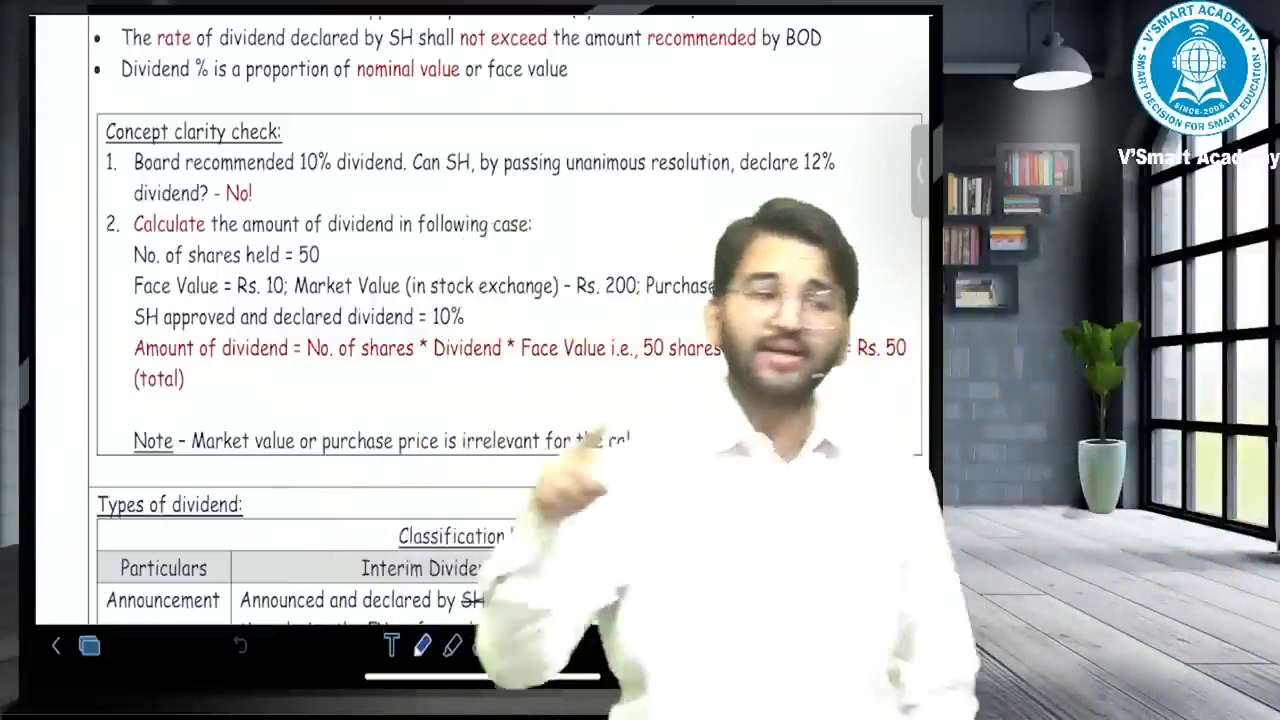 The rate of dividend declared by SH shall not exceed the amount recommended by BOD
Dividend % is a proportion of nominal value or face value
Concept clarity check:
1. Board recommended 10% dividend. Can SH, by passing unanimous resolution, declare 12%
dividend? - No!
2. Calculate the amount of dividend in following case:
No. of shares held = 50
Face Value = Rs. 10; Market Value (in stock exchange) - Rs. 200; Purchase
SH approved and declared dividend = 10%
Amount of dividend = No. of shares * Dividend * Face Value i.e., 50 shares = Rs. 50
(total)
Note - Market value or purchase price is irrelevant for the
Types of dividend:
Classification
Particulars
Interim
Announcement
Announced and declared by SH
V'SMART ACADEMY
SMART DECISION FOR SMART EDUCATION
SINCE-2006
V'Smart Academy
T